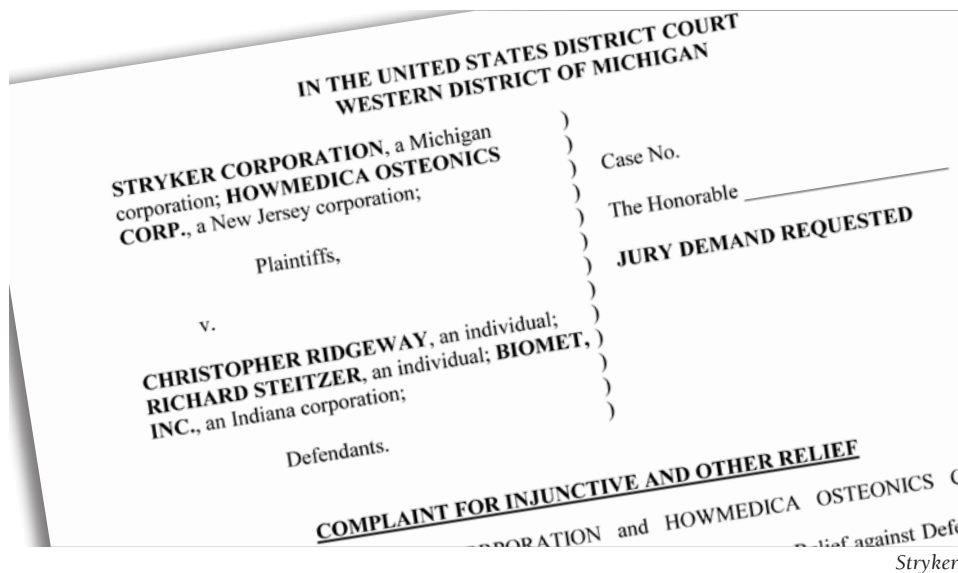 IN THE UNITED STATES DISTRICT COURT
WESTERN DISTRICT OF MICHIGAN
STRYKER CORPORATION, a Michigan
corporation; HOWMEDICA OSTEONICS
CORP., a New Jersey corporation;
Plaintiffs,
v.
CHRISTOPHER RIDGEWAY, an individual;
RICHARD STEITZER, an individual; BIOMET,
INC., an Indiana corporation;
Defendants.
)
)
)
)
)
)
)
)
)
)
)
)
)
Case No.
The Honorable
JURY DEMAND REQUESTED
COMPLAINT FOR INJUNCTIVE AND OTHER RELIEF
and HOWMEDICA OSTEONICS
against
Stryker